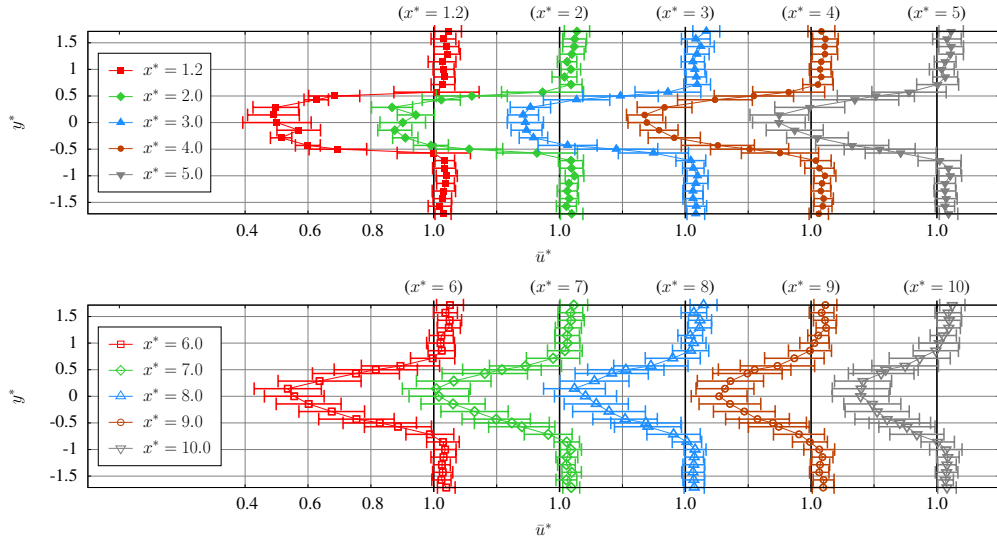 (x* = 1.2) (x* = 2) (x* = 3) (x* = 4) (x* = 5)
1.5
1
0.5
0
-0.5
-1
-1.5
y*
x* = 1.2
x* = 2.0
x* = 3.0
x* = 4.0
x* = 5.0
0.4 0.6 0.8 1.0 1.0 1.0 1.0 1.0
ū*
(x* = 6) (x* = 7) (x* = 8) (x* = 9) (x* = 10)
1.5
1
0.5
0
-0.5
-1
-1.5
y*
x* = 6.0
x* = 7.0
x* = 8.0
x* = 9.0
x* = 10.0
0.4 0.6 0.8 1.0 1.0 1.0 1.0 1.0
ū*